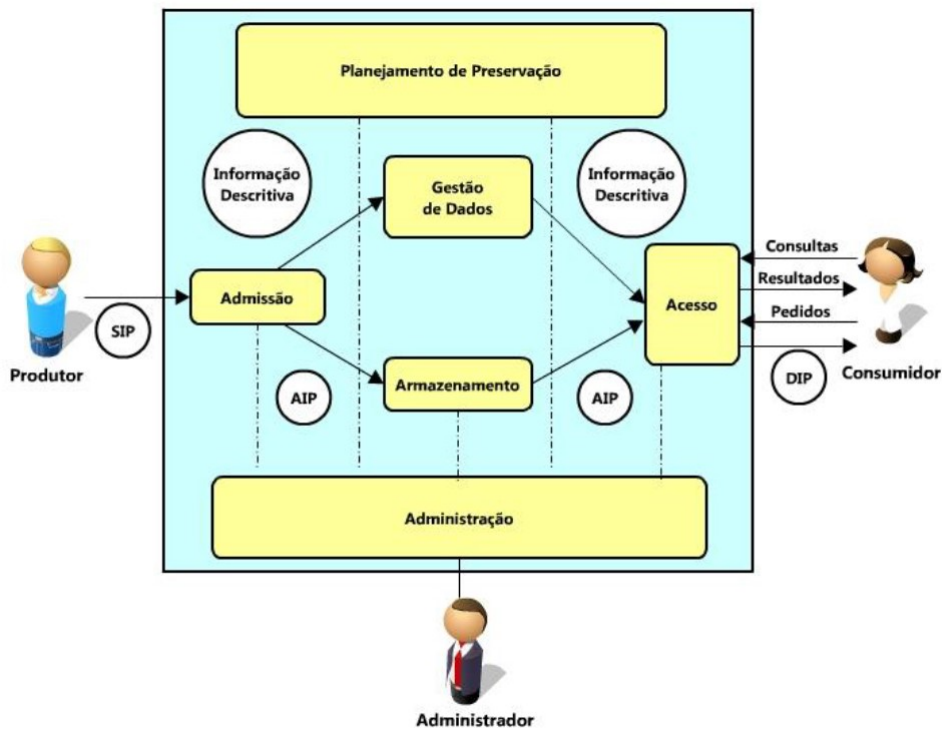 Planejamento de Preservação
Informação
Descritiva
Gestão
de Dados
Informação
Descritiva
Consultas
Resultados
Pedidos
Admissão
Acesso
SIP
Produtor
AIP
Armazenamento
AIP
DIP
Consumidor
Administração
Administrador